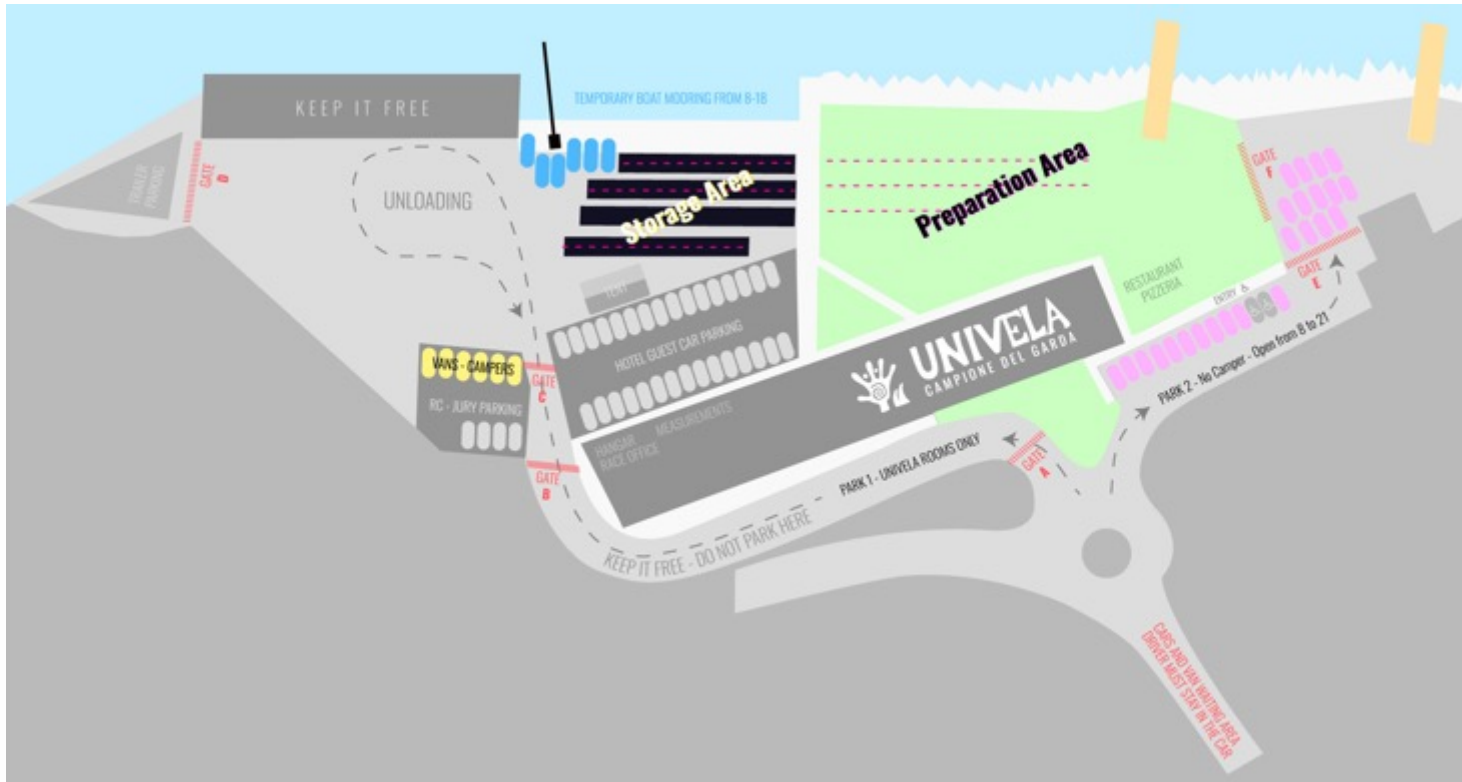 KEEP IT FREE
TEMPORARY BOAT MOORING FROM 8-18
TRAILER
PARKING
GATE
D
UNLOADING
Storage Area
Preparation Area
GATE
F
GATE
E
TENT
RESTAURANT
PIZZERIA
ENTRY
HOTEL GUEST CAR PARKING
VANS - CAMPERS
GATE
C
RC - JURY PARKING
UNIVELA
CAMPIONE DEL GARDA
HANGAR
RACE OFFICE
MEASUREMENTS
GATE
B
PARK 1 - UNIVELA ROOMS ONLY
GATE
A
PARK 2 - No Camper - Open from 8 to 21
KEEP IT FREE - DO NOT PARK HERE
CARS AND VAN WAITING AREA
DRIVER MUST STAY IN THE CAR